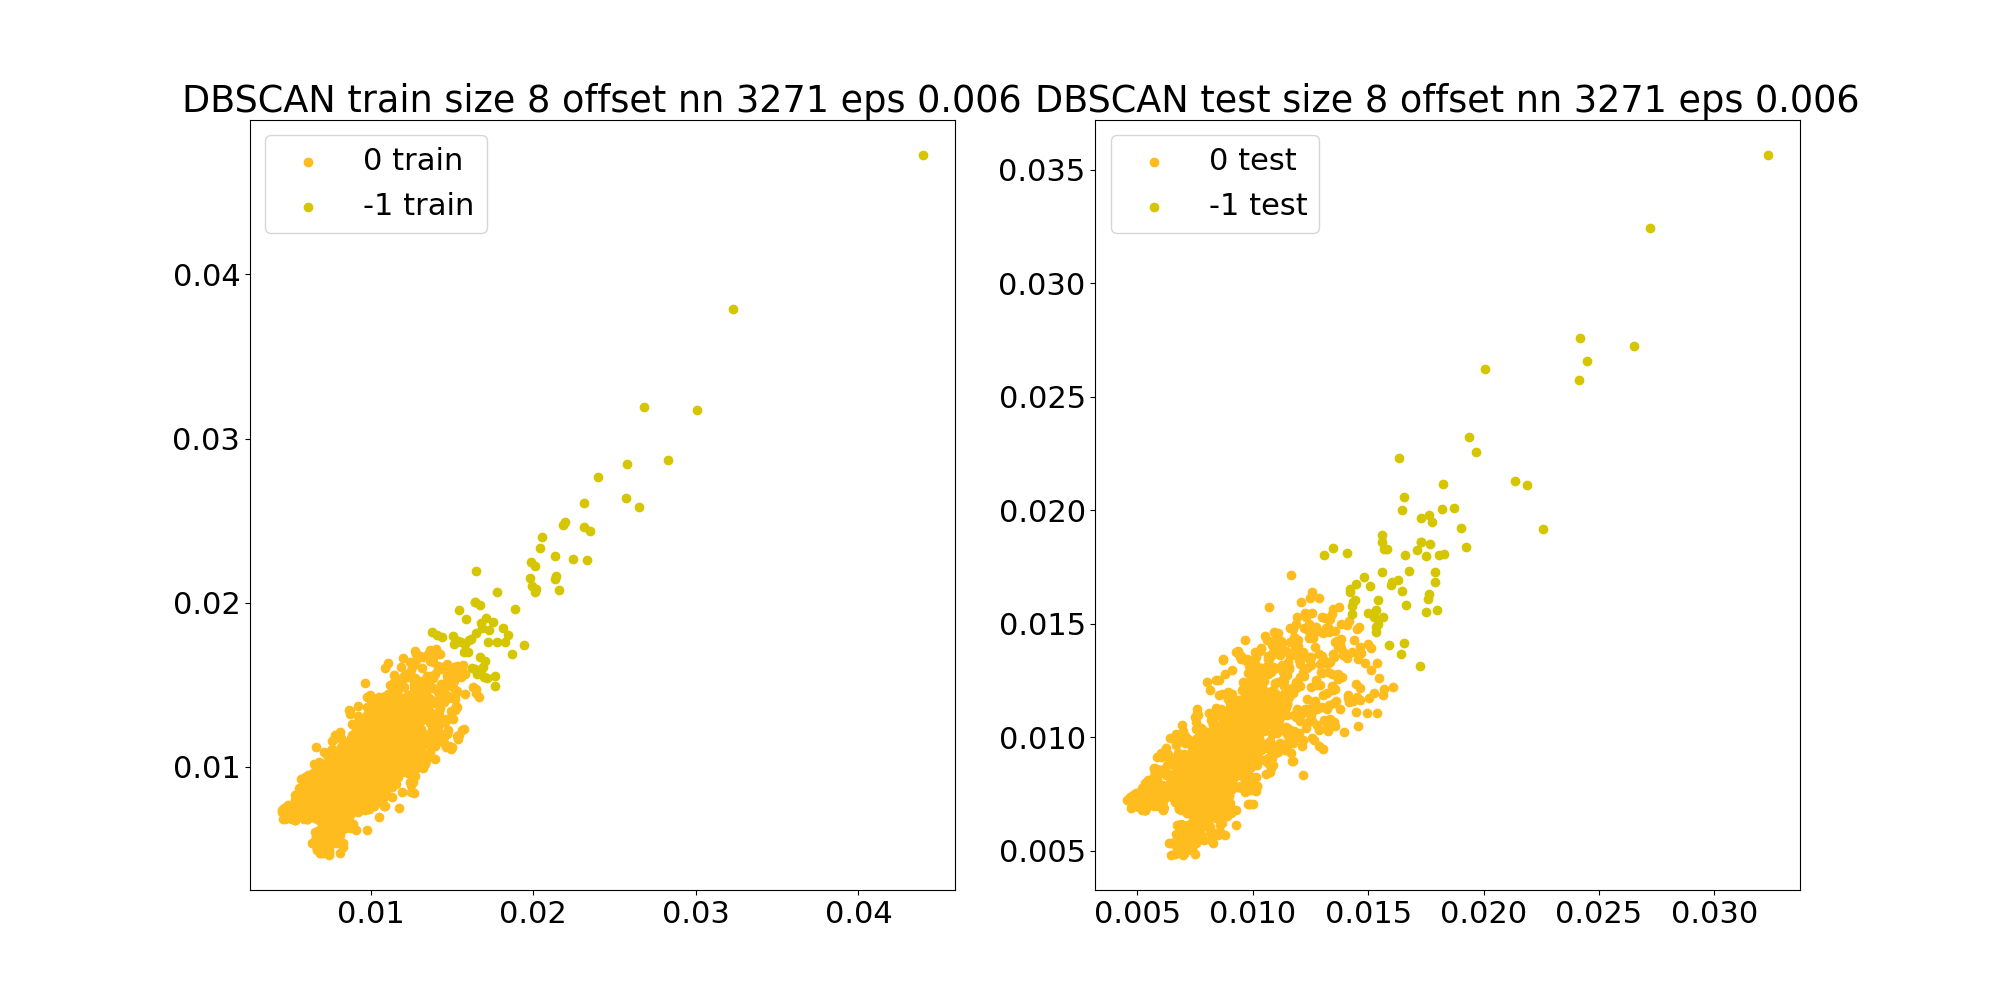 DBSCAN train size 8 offset nn 3271 eps 0.006
0 train
-1 train
0.04
0.03
0.02
0.01
0.01 0.02 0.03 0.04
DBSCAN test size 8 offset nn 3271 eps 0.006
0 test
-1 test
0.035
0.030
0.025
0.020
0.015
0.010
0.005
0.005 0.010 0.015 0.020 0.025 0.030